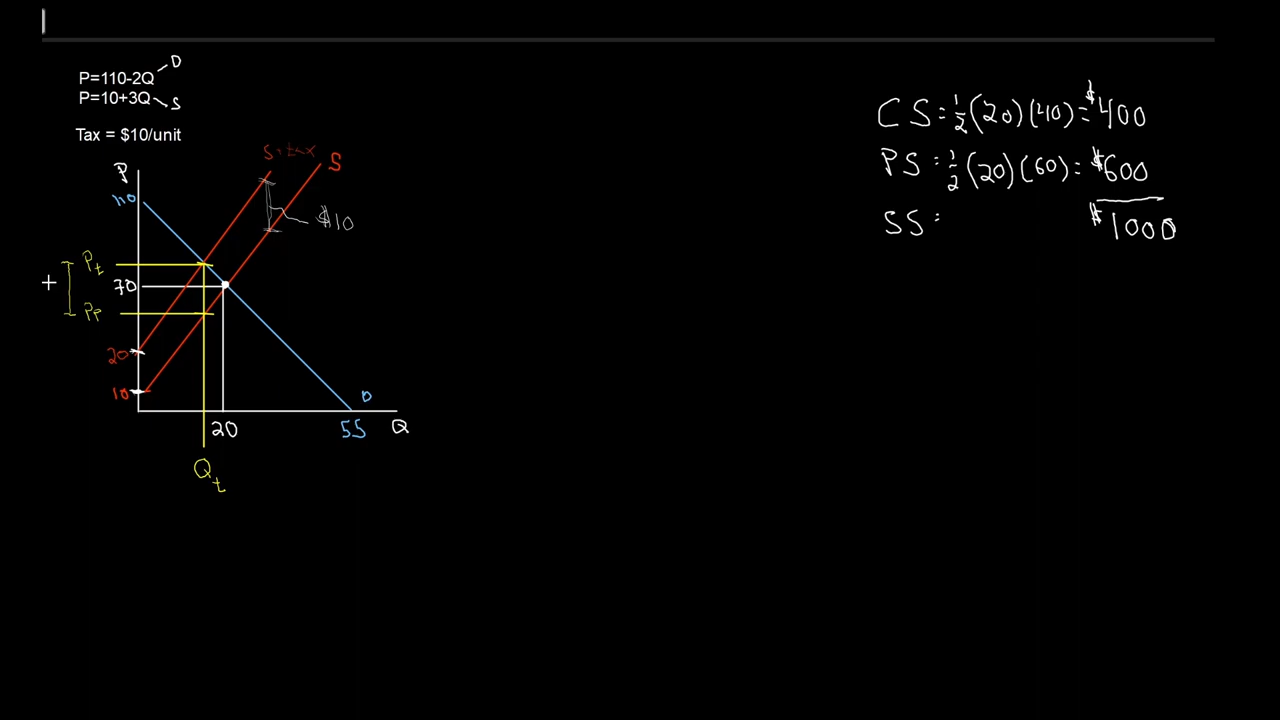 P=110-2Q D
P=10+3Q S
Tax = $10/unit
P
S+tax
S
110
$10
Pt
70
Pp
20
10
D
20
55
Q
Qt
CS = 1/2 (20)(40) = $400
PS = 1/2 (20)(60) = $600
SS = $1000